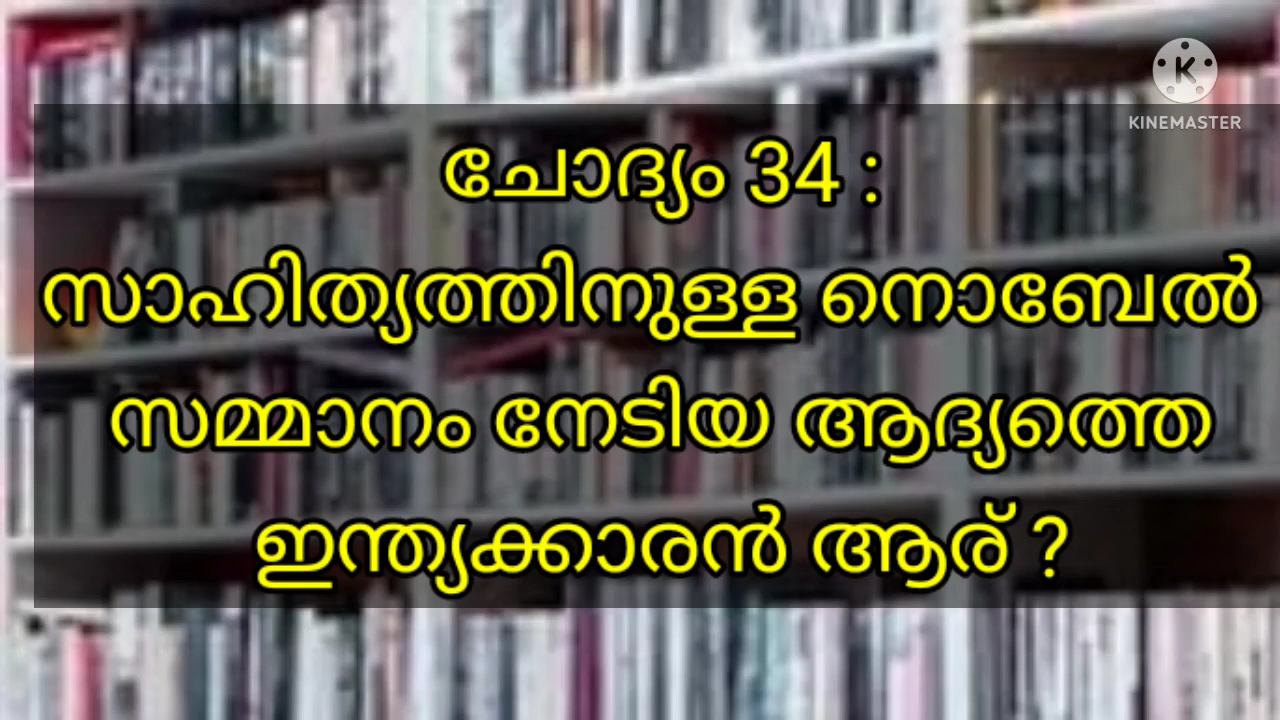 KINEMASTER
ചോദ്യം 34 :
സാഹിത്യത്തിനുള്ള നൊബേൽ
സമ്മാനം നേടിയ ആദ്യത്തെ
ഇന്ത്യക്കാരൻ ആര് ?